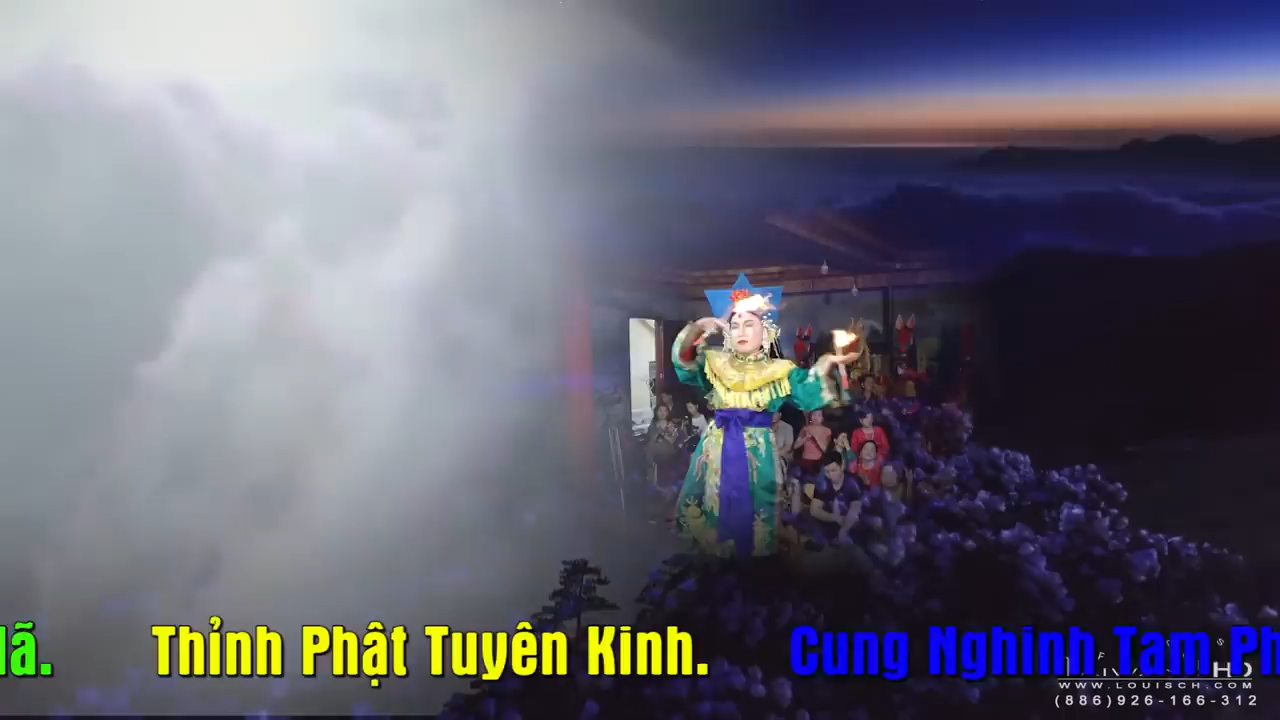 ã.
Thỉnh Phật Tuyên Kinh.
Cung Nghinh Tam Ph
WWW.LOUISCH.COM
(886)926-166-312